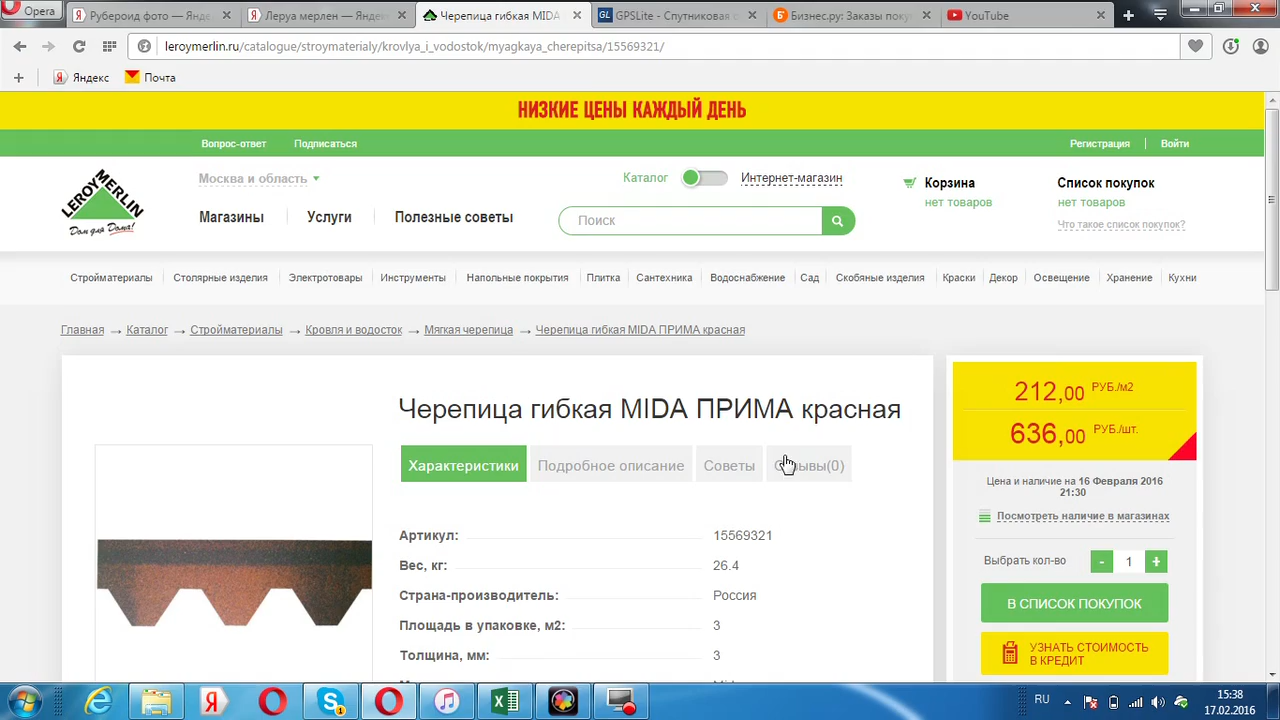 Opera
Рубероид фото — Янде
Леруа мерлен — Яндек
Черепица гибкая MIDA
GPSLite - Спутниковая с
Бизнес.ру: Заказы поку
YouTube
leroymerlin.ru/catalogue/stroymaterialy/krovlya_i_vodostok/myagkaya_cherepitsa/15569321/
Яндекс
Почта
НИЗКИЕ ЦЕНЫ КАЖДЫЙ ДЕНЬ
Вопрос-ответ
Подписаться
Регистрация
Войти
LEROY MERLIN
Дом для Дома!
Москва и область
Каталог
Интернет-магазин
Корзина
нет товаров
Список покупок
нет товаров
Что такое список покупок?
Магазины
Услуги
Полезные советы
Поиск
Стройматериалы
Столярные изделия
Электротовары
Инструменты
Напольные покрытия
Плитка
Сантехника
Водоснабжение
Сад
Скобяные изделия
Краски
Декор
Освещение
Хранение
Кухни
Главная → Каталог → Стройматериалы → Кровля и водосток → Мягкая черепица → Черепица гибкая MIDA ПРИМА красная
Черепица гибкая MIDA ПРИМА красная
Характеристики
Подробное описание
Советы
Артикул: 15569321
Вес, кг: 26.4
Страна-производитель: Россия
Площадь в упаковке, м2: 3
Толщина, мм: 3
212,00 РУБ./м2
636,00 РУБ./шт.
Цена и наличие на 16 Февраля 2016
21:30
Посмотреть наличие в магазинах
Выбрать кол-во
- 1 +
В СПИСОК ПОКУПОК
УЗНАТЬ СТОИМОСТЬ
В КРЕДИТ
RU
15:38
17.02.2016